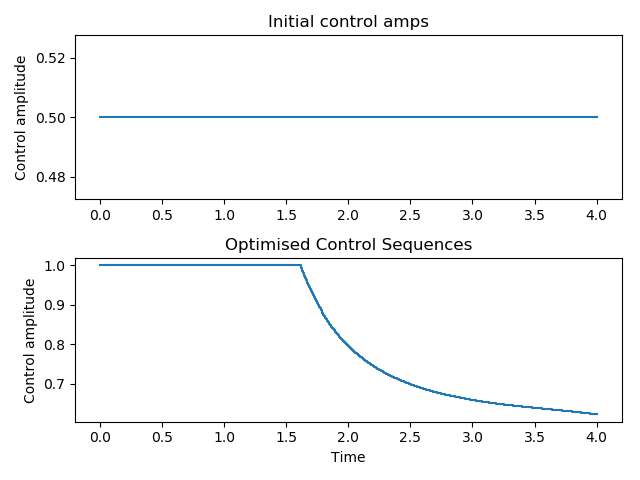 Initial control amps
Control amplitude
0.52
0.50
0.48
0.0 0.5 1.0 1.5 2.0 2.5 3.0 3.5 4.0
Optimised Control Sequences
Control amplitude
1.0
0.9
0.8
0.7
0.0 0.5 1.0 1.5 2.0 2.5 3.0 3.5 4.0
Time